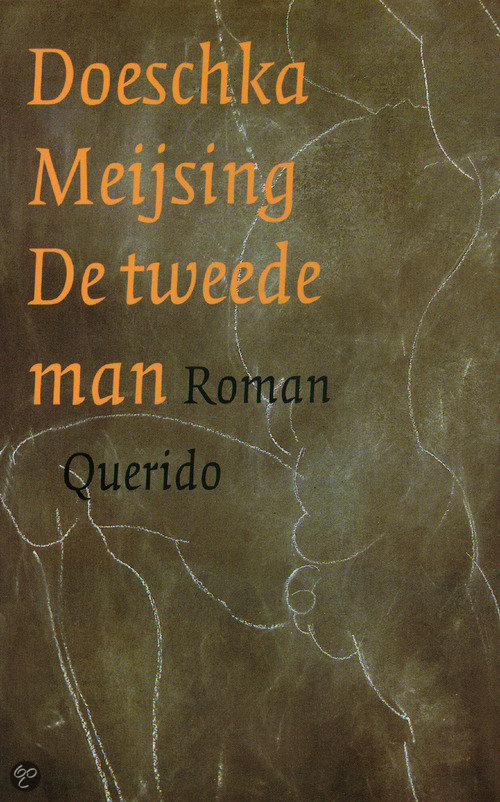 Doeschka
Meijsing
De tweede
man Roman
Querido